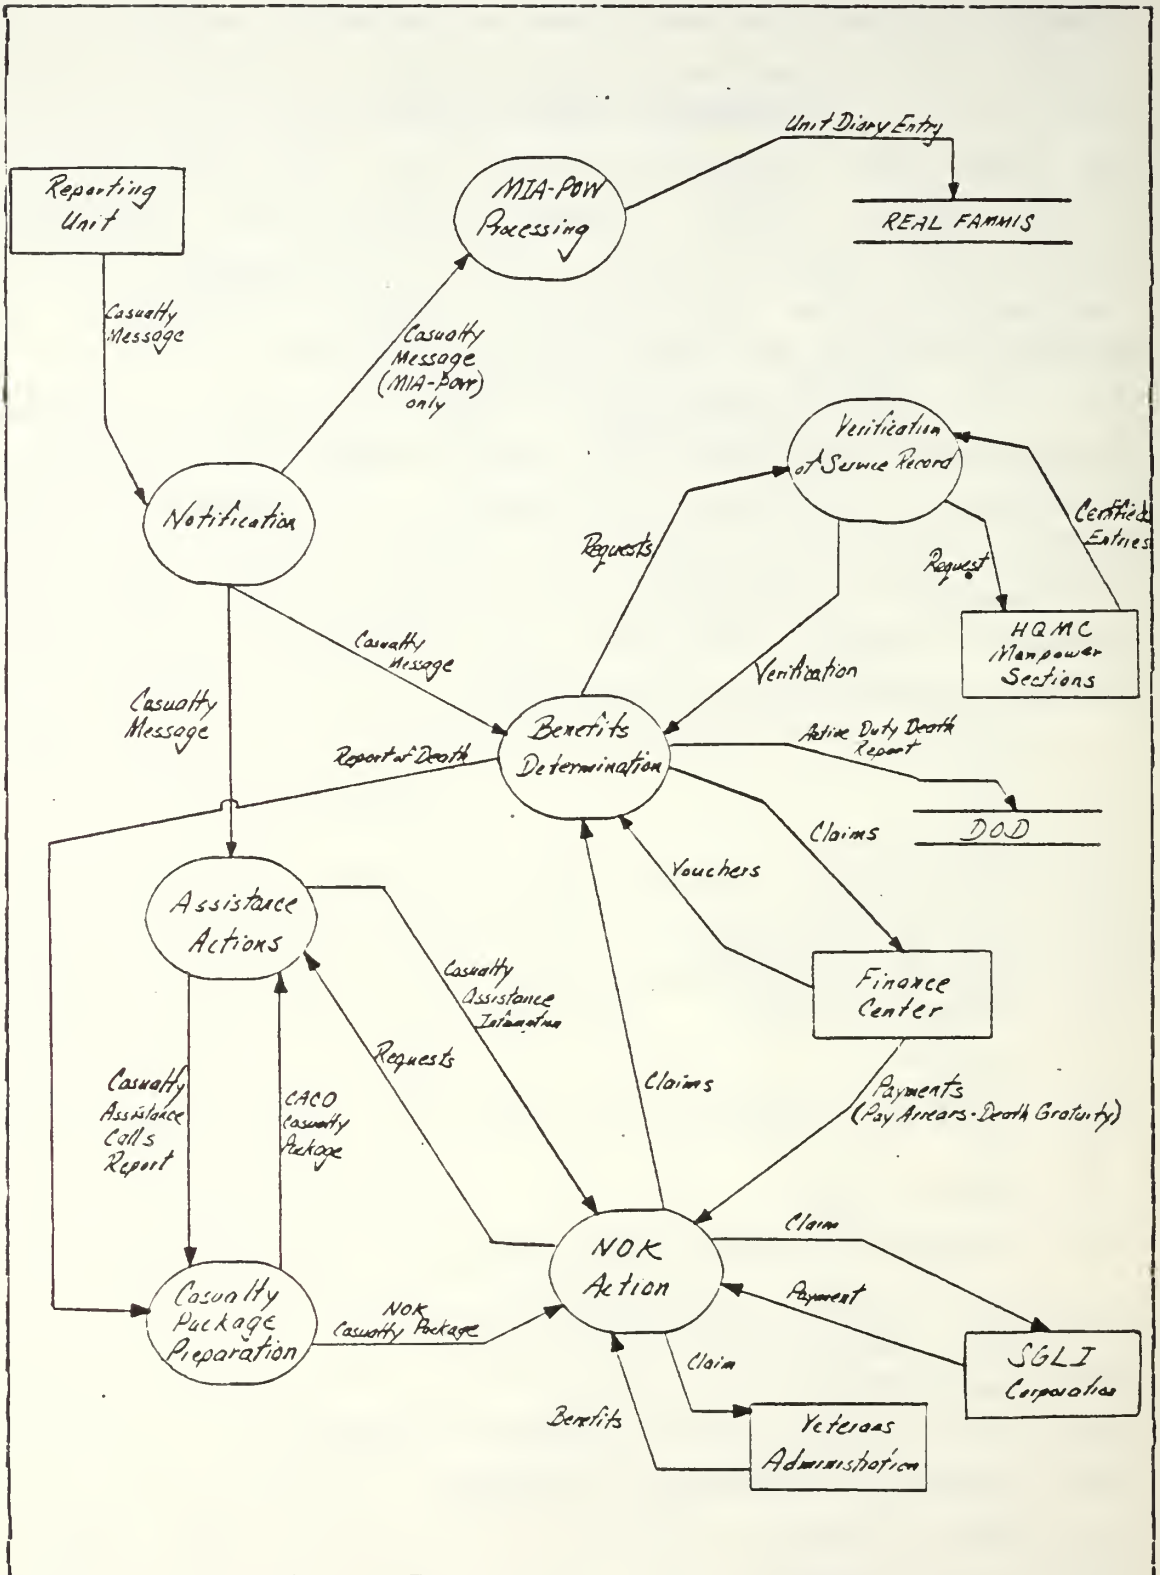 Unit Diary Entry
Reporting
Unit
MIA-POW
Processing
REAL FAMMIS
Casualty
Message
Casualty
Message
(MIA-POW)
only
Verification
of Service Record
Notification
Certified
Entries
Requests
Request
HQMC
Manpower
Sections
Casualty
Message
Verification
Casualty
Message
Benefits
Determination
Active Duty Death
Report
Report of Death
DOD
Claims
Vouchers
Assistance
Actions
Casualty
Assistance
Information
Finance
Center
Requests
Claims
Casualty
Assistance
Calls
Report
CACO
Casualty
Package
Payments
(Pay Arrears-Death Gratuity)
Claim
NOK
Action
Payment
Casualty
Package
Preparation
NOK
Casualty Package
SGLI
Corporation
Claim
Benefits
Veterans
Administration